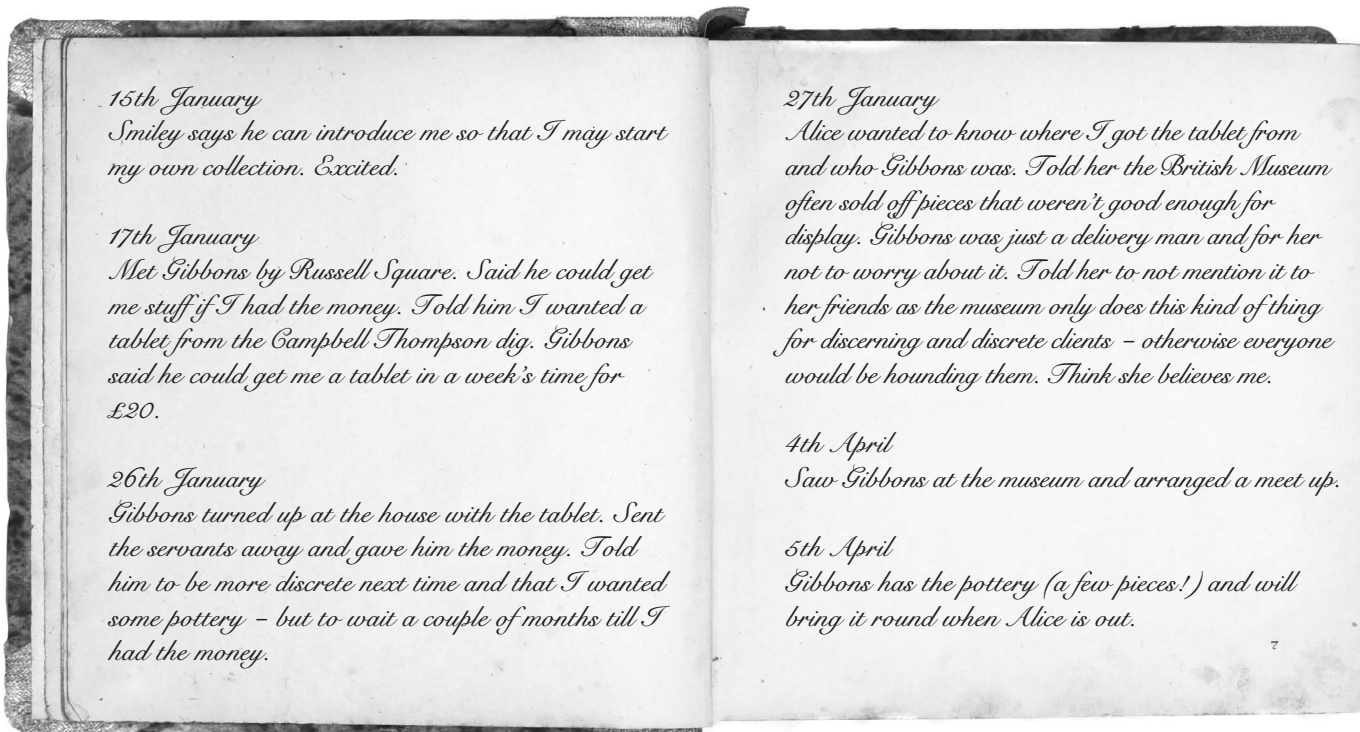 15th January
Smiley says he can introduce me so that I may start
my own collection. Excited.
17th January
Met Gibbons by Russell Square. Said he could get
me stuff if I had the money. Told him I wanted a
tablet from the Campbell Thompson dig. Gibbons
said he could get me a tablet in a week's time for
£20.
26th January
Gibbons turned up at the house with the tablet. Sent
the servants away and gave him the money. Told
him to be more discrete next time and that I wanted
some pottery – but to wait a couple of months till I
had the money.
27th January
Alice wanted to know where I got the tablet from
and who Gibbons was. Told her the British Museum
often sold off pieces that weren't good enough for
display. Gibbons was just a delivery man and for her
not to worry about it. Told her to not mention it to
her friends as the museum only does this kind of thing
for discerning and discrete clients – otherwise everyone
would be hounding them. Think she believes me.
4th April
Saw Gibbons at the museum and arranged a meet up.
5th April
Gibbons has the pottery (a few pieces!) and will
bring it round when Alice is out.
7